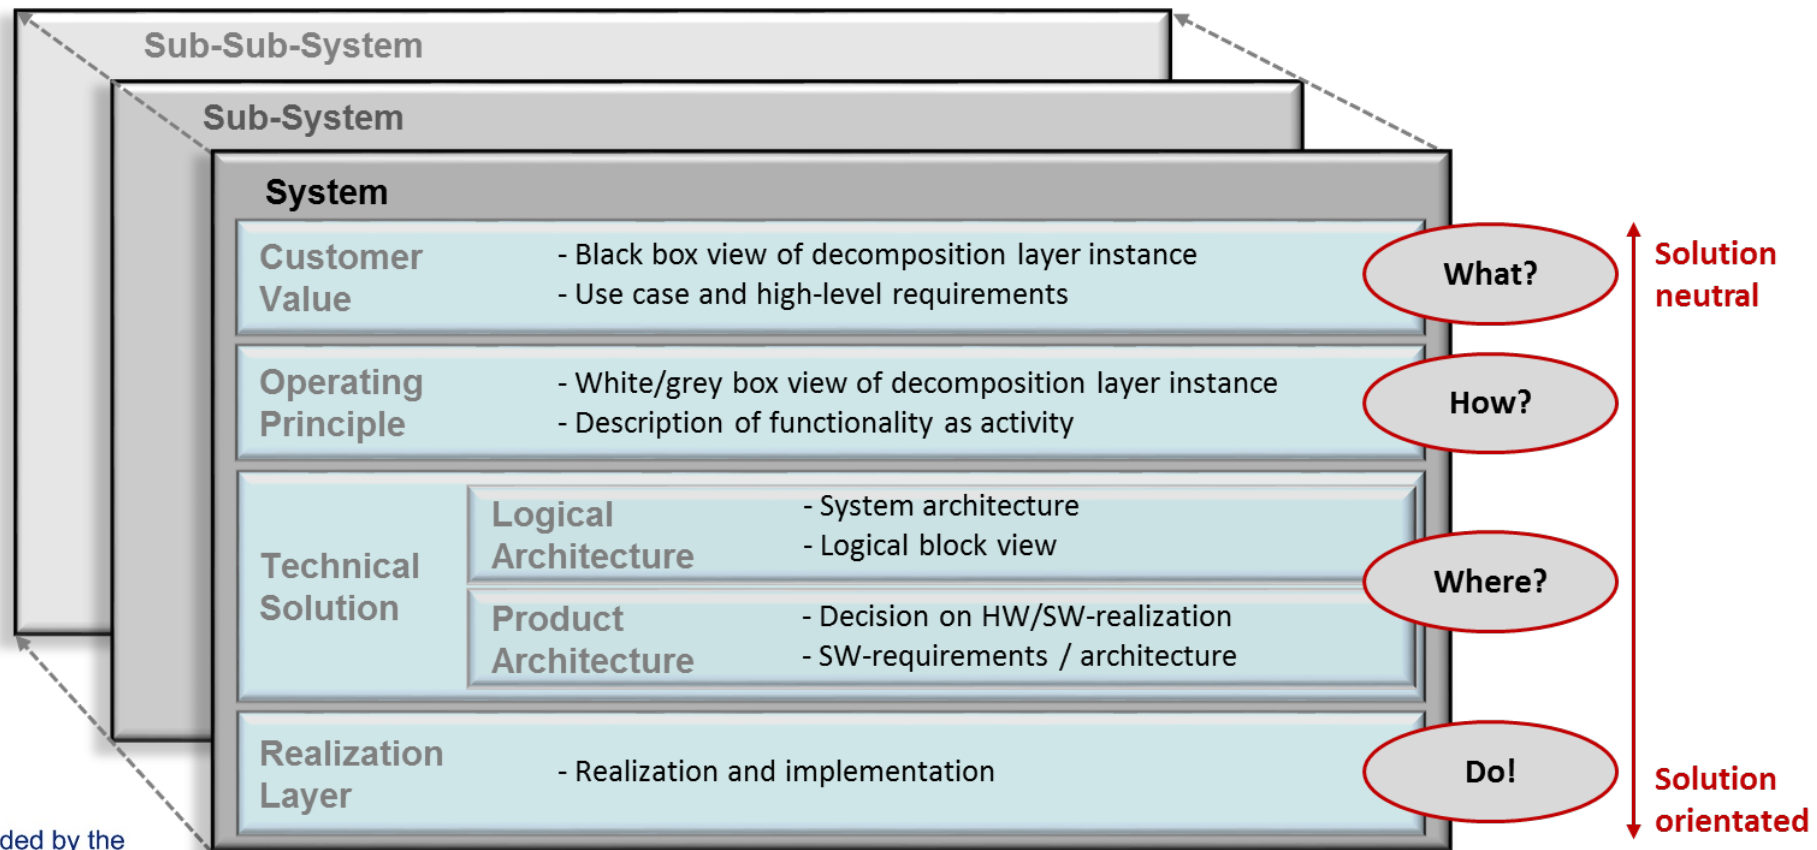 Sub-Sub-System
Sub-System
System
Customer
Value
- Black box view of decomposition layer instance
- Use case and high-level requirements
What?
Solution
neutral
Operating
Principle
- White/grey box view of decomposition layer instance
- Description of functionality as activity
How?
Technical
Solution
Logical
Architecture
- System architecture
- Logical block view
Product
Architecture
- Decision on HW/SW-realization
- SW-requirements / architecture
Where?
Realization
Layer
- Realization and implementation
Do!
Solution
orientated
ded by the